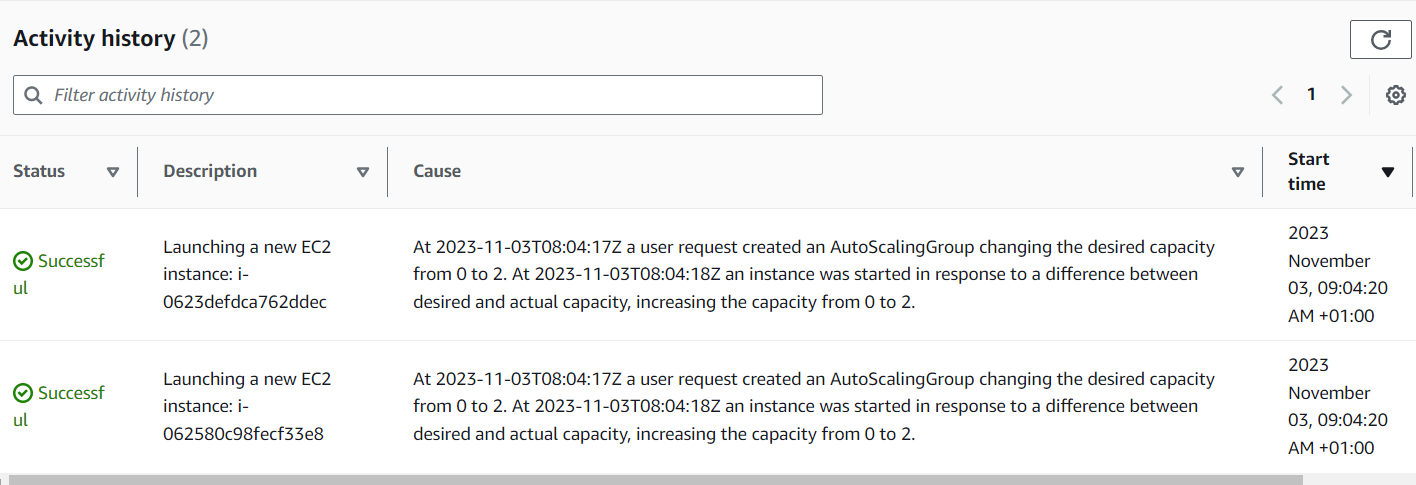 Activity history (2)
Filter activity history
1
Status
Description
Cause
Start
time
Successf
ul
Launching a new EC2
instance: i-
0623defdca762ddec
At 2023-11-03T08:04:17Z a user request created an AutoScalingGroup changing the desired capacity
from 0 to 2. At 2023-11-03T08:04:18Z an instance was started in response to a difference between
desired and actual capacity, increasing the capacity from 0 to 2.
2023
November
03, 09:04:20
AM +01:00
Successf
ul
Launching a new EC2
instance: i-
062580c98fecf33e8
At 2023-11-03T08:04:17Z a user request created an AutoScalingGroup changing the desired capacity
from 0 to 2. At 2023-11-03T08:04:18Z an instance was started in response to a difference between
desired and actual capacity, increasing the capacity from 0 to 2.
2023
November
03, 09:04:20
AM +01:00